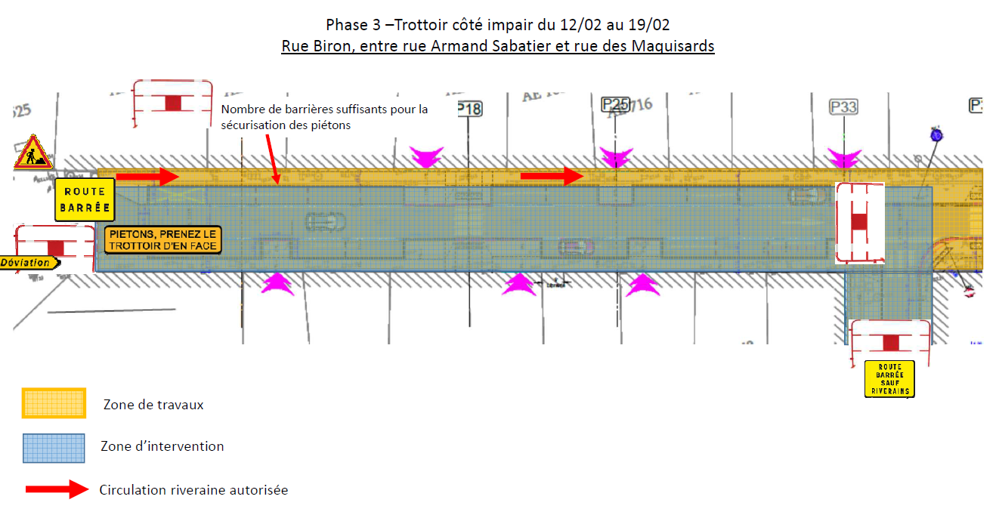 Phase 3 –Trottoir côté impair du 12/02 au 19/02
Rue Biron, entre rue Armand Sabatier et rue des Maquisards
Nombre de barrières suffisants pour la
sécurisation des piétons
P18
P25
716
P33
ROUTE
BARRÉE
PIETONS, PRENEZ LE
TROTTOIR D'EN FACE
Déviation
ROUTE
BARRÉE
SAUF
RIVERAINS
Zone de travaux
Zone d’intervention
Circulation riveraine autorisée